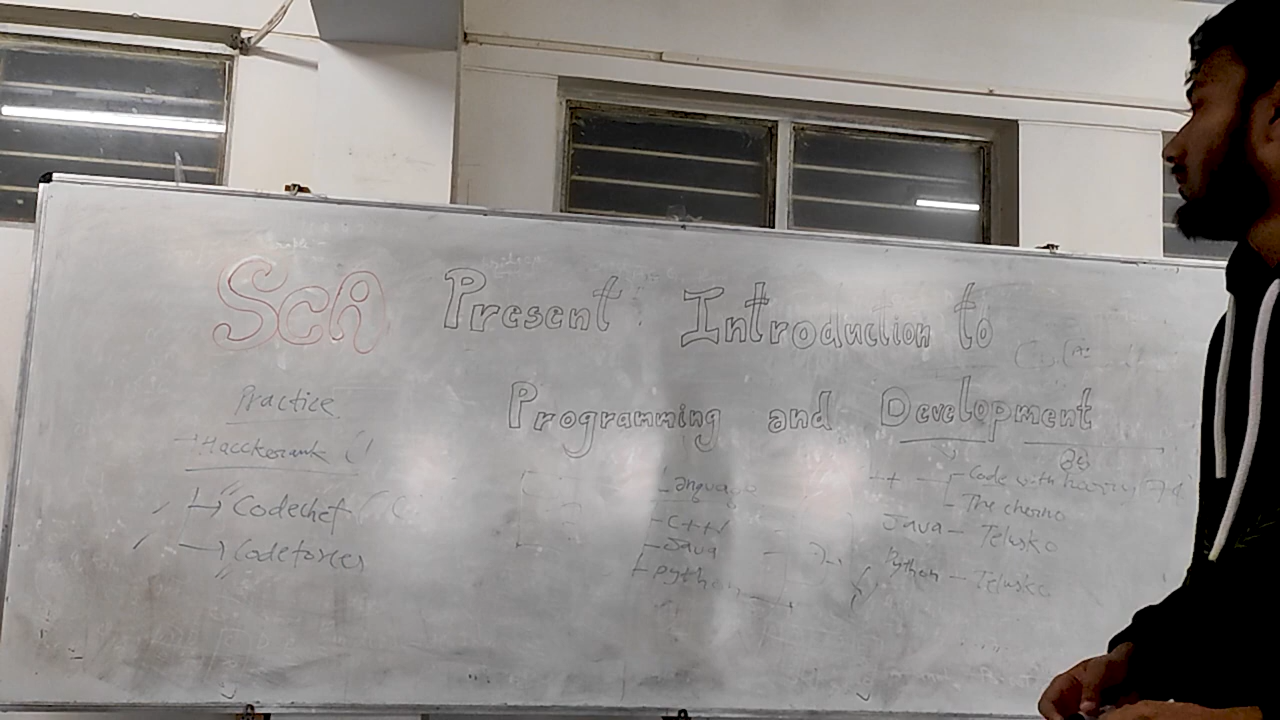 SCA Present Introduction to
Programming and Development
Practice
Hacckerank
Codechef
Codeforces
Language
C++
Java
python
++
Code with harry
The cherno
Java - Telusko
Python - Telusko